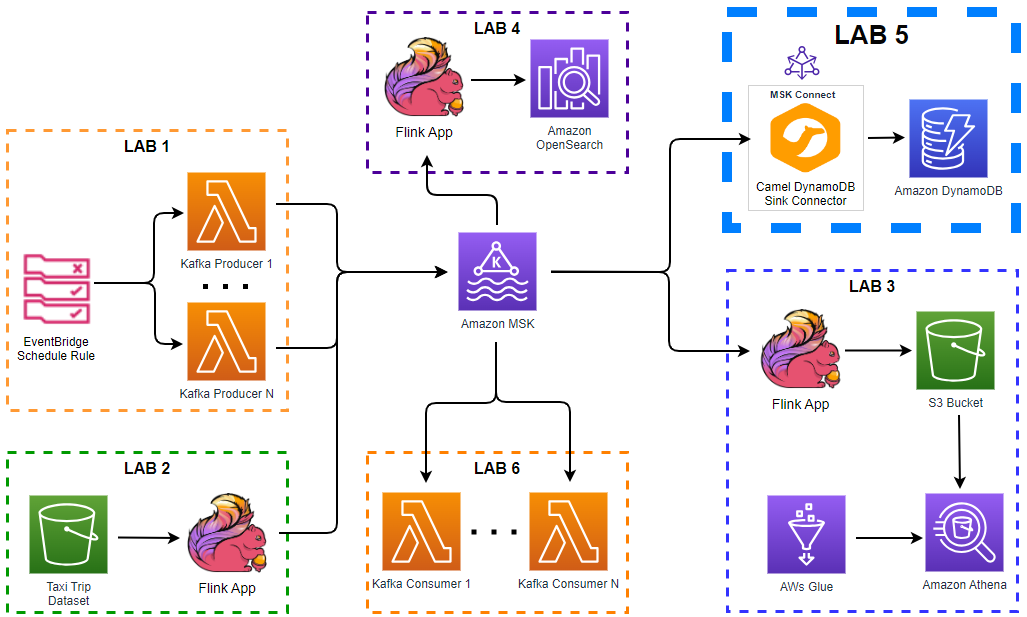 LAB 1
EventBridge
Schedule Rule
Kafka Producer 1
Kafka Producer N
LAB 2
Taxi Trip
Dataset
Flink App
LAB 4
Flink App
Amazon
OpenSearch
K
Amazon MSK
LAB 6
Kafka Consumer 1
Kafka Consumer N
LAB 5
MSK Connect
Camel DynamoDB
Sink Connector
Amazon DynamoDB
LAB 3
Flink App
S3 Bucket
AWs Glue
Amazon Athena